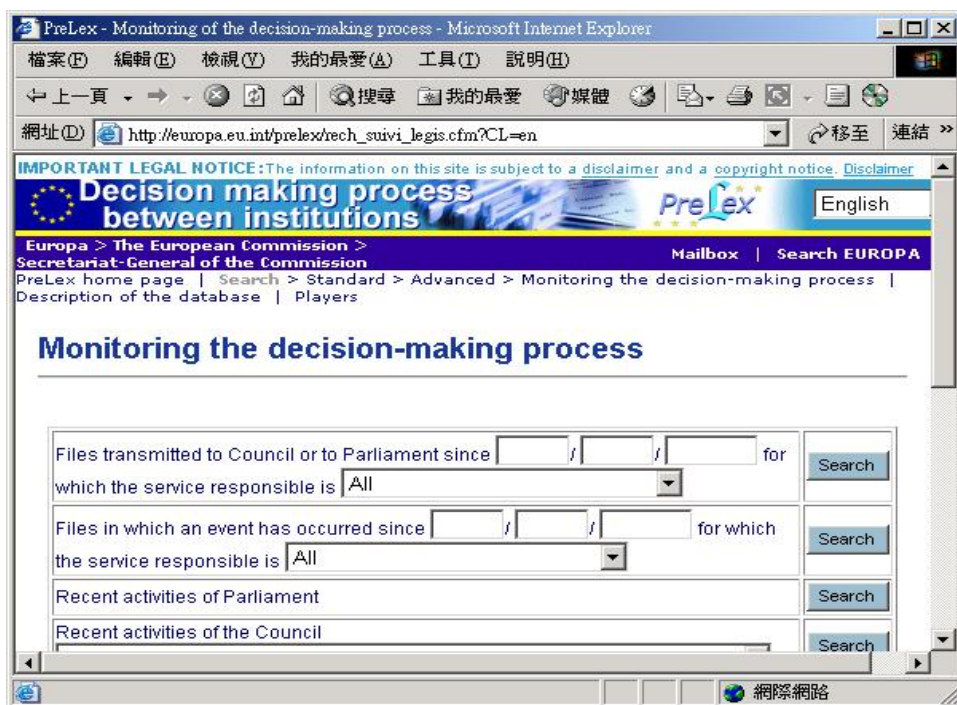 PreLex - Monitoring of the decision-making process - Microsoft Internet Explorer
檔案(F) 編輯(E) 檢視(V) 我的最愛(A) 工具(T) 說明(H)
上一頁 搜尋 我的最愛 媒體
網址(D) http://europa.eu.int/prelex/rech_suivi_legis.cfm?CL=en 移至 連結 »
IMPORTANT LEGAL NOTICE:The information on this site is subject to a disclaimer and a copyright notice. Disclaimer
Decision making process
between institutions
PreLex
English
Europa > The European Commission >
Secretariat-General of the Commission
Mailbox | Search EUROPA
PreLex home page | Search > Standard > Advanced > Monitoring the decision-making process |
Description of the database | Players
Monitoring the decision-making process
Files transmitted to Council or to Parliament since / / for
which the service responsible is All
Search
Files in which an event has occurred since / / for which
the service responsible is All
Search
Recent activities of Parliament
Search
Recent activities of the Council
Search
網際網路